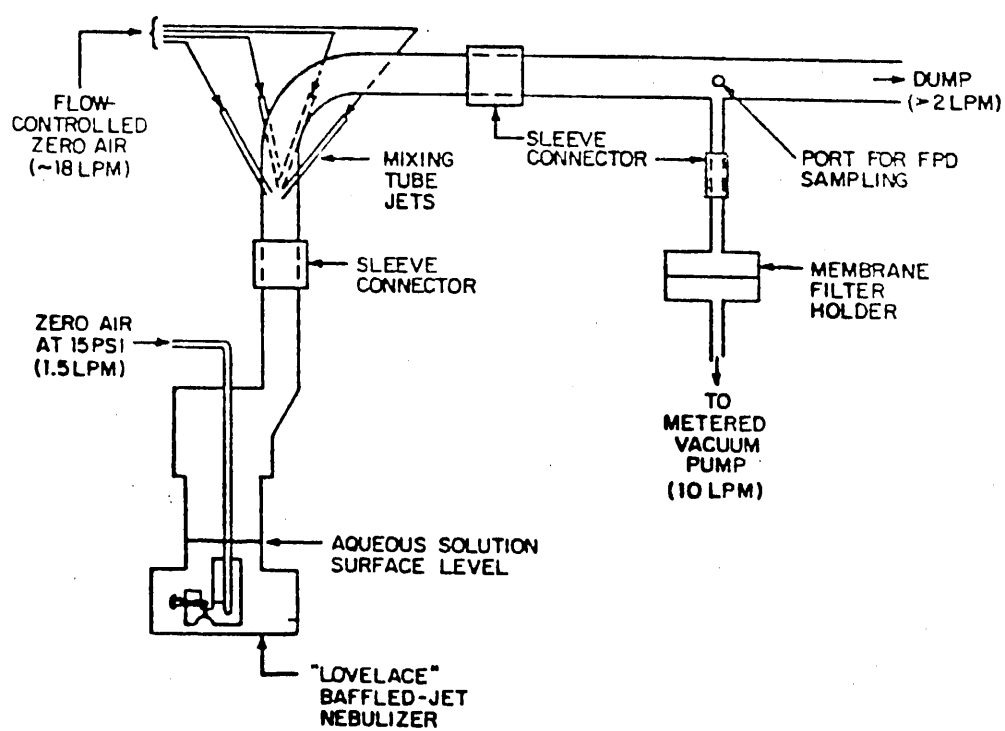 FLOW-
CONTROLLED
ZERO AIR
(~18 LPM)
MIXING
TUBE
JETS
SLEEVE
CONNECTOR
DUMP
(> 2 LPM)
PORT FOR FPD
SAMPLING
SLEEVE
CONNECTOR
MEMBRANE
FILTER
HOLDER
ZERO AIR
AT 15 PSI
(1.5 LPM)
TO
METERED
VACUUM
PUMP
(10 LPM)
AQUEOUS SOLUTION
SURFACE LEVEL
"LOVELACE"
BAFFLED-JET
NEBULIZER